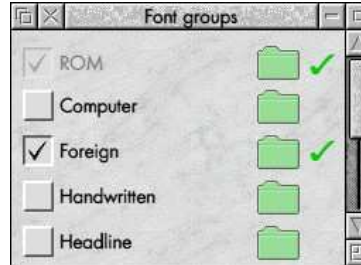 Font groups
ROM
Computer
Foreign
Handwritten
Headline